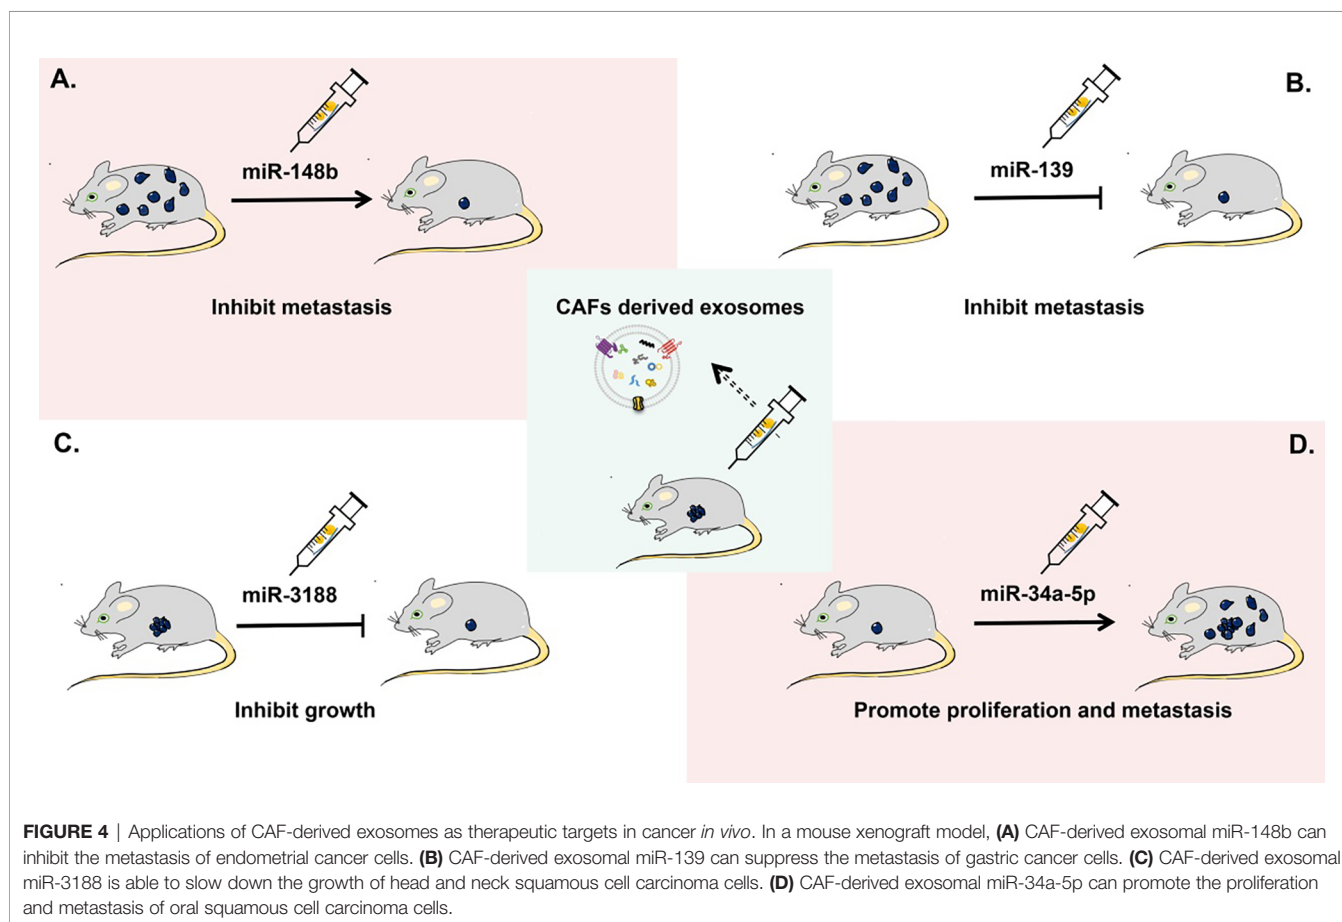 A.
miR-148b
Inhibit metastasis
B.
miR-139
Inhibit metastasis
CAFs derived exosomes
C.
miR-3188
Inhibit growth
D.
miR-34a-5p
Promote proliferation and metastasis
FIGURE 4 | Applications of CAF-derived exosomes as therapeutic targets in cancer in vivo. In a mouse xenograft model, (A) CAF-derived exosomal miR-148b can
inhibit the metastasis of endometrial cancer cells. (B) CAF-derived exosomal miR-139 can suppress the metastasis of gastric cancer cells. (C) CAF-derived exosomal
miR-3188 is able to slow down the growth of head and neck squamous cell carcinoma cells. (D) CAF-derived exosomal miR-34a-5p can promote the proliferation
and metastasis of oral squamous cell carcinoma cells.